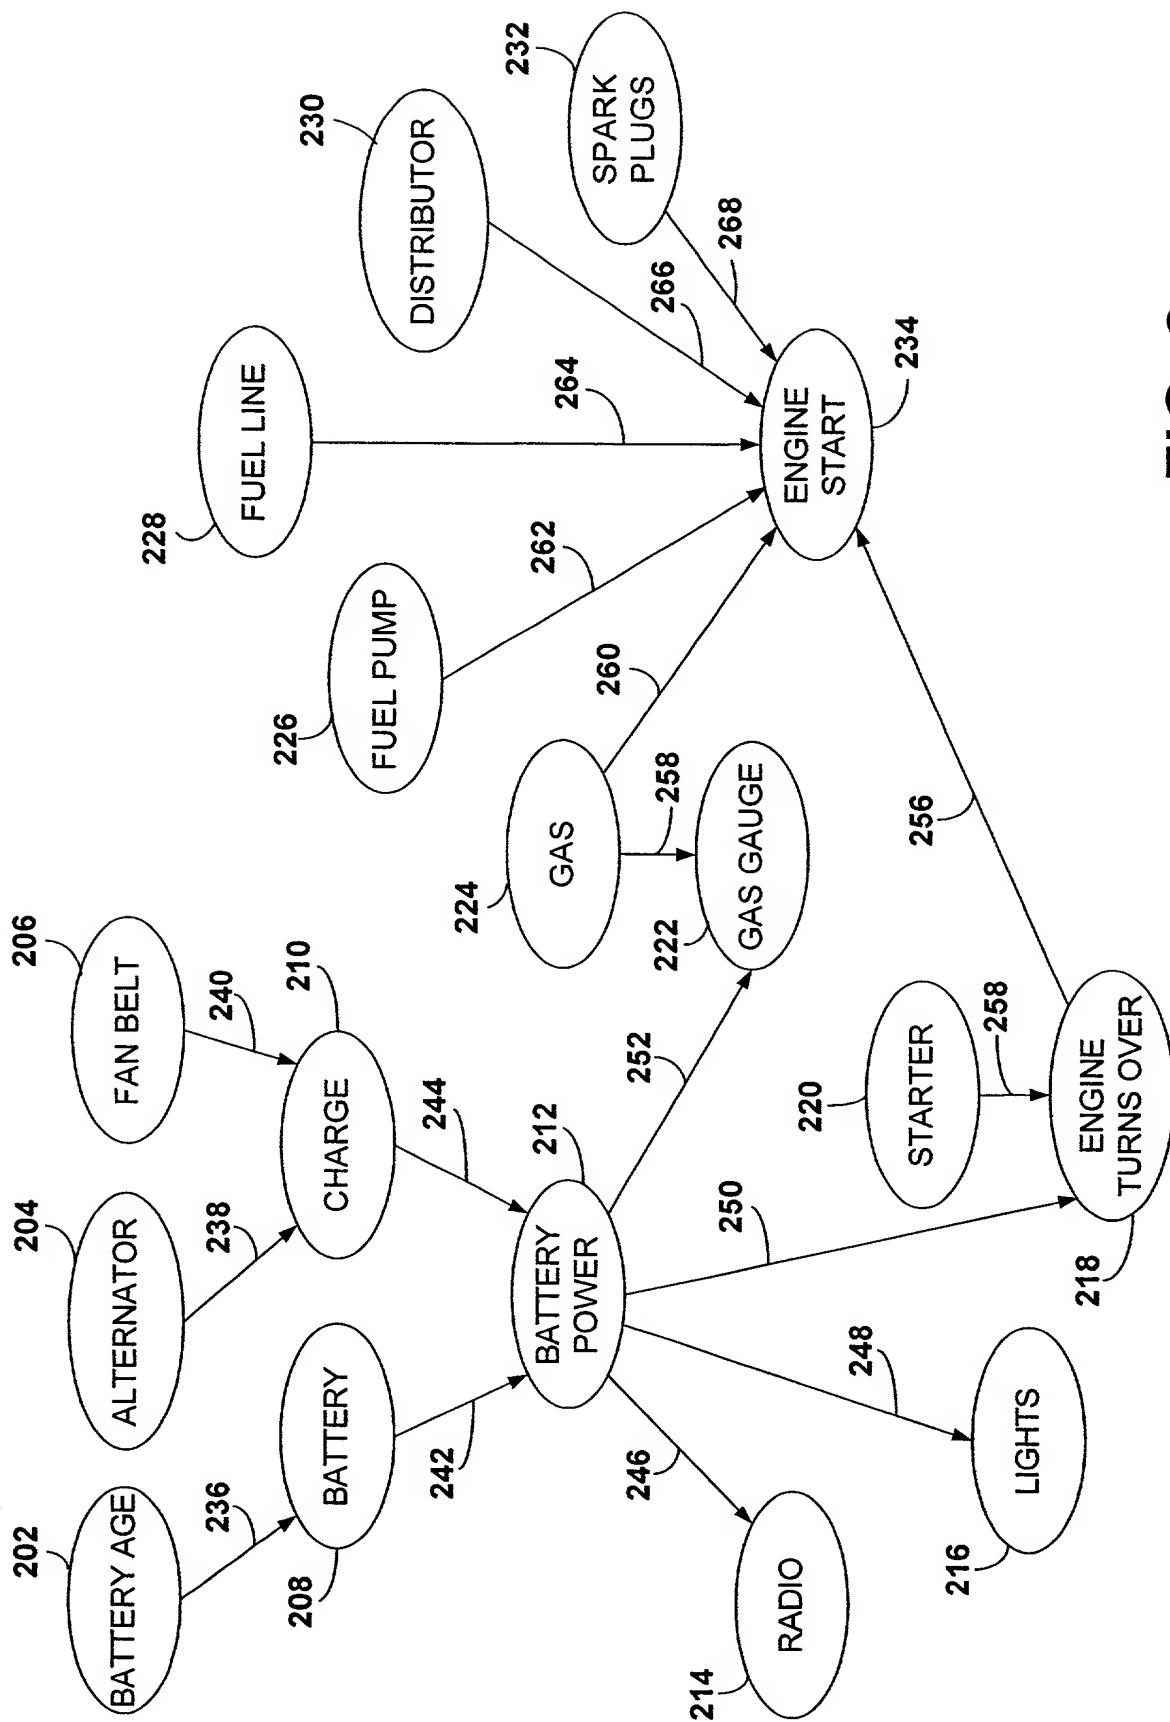 202
204
206
BATTERY AGE
ALTERNATOR
FAN BELT
228
236
238
240
FUEL LINE
208
210
226
230
BATTERY
CHARGE
FUEL PUMP
DISTRIBUTOR
242
244
224
232
212
262
264
BATTERY
POWER
GAS
SPARK
PLUGS
260
246
252
222
258
266
214
250
268
GAS GAUGE
RADIO
ENGINE
START
220
248
234
STARTER
256
216
258
LIGHTS
218
ENGINE
TURNS OVER